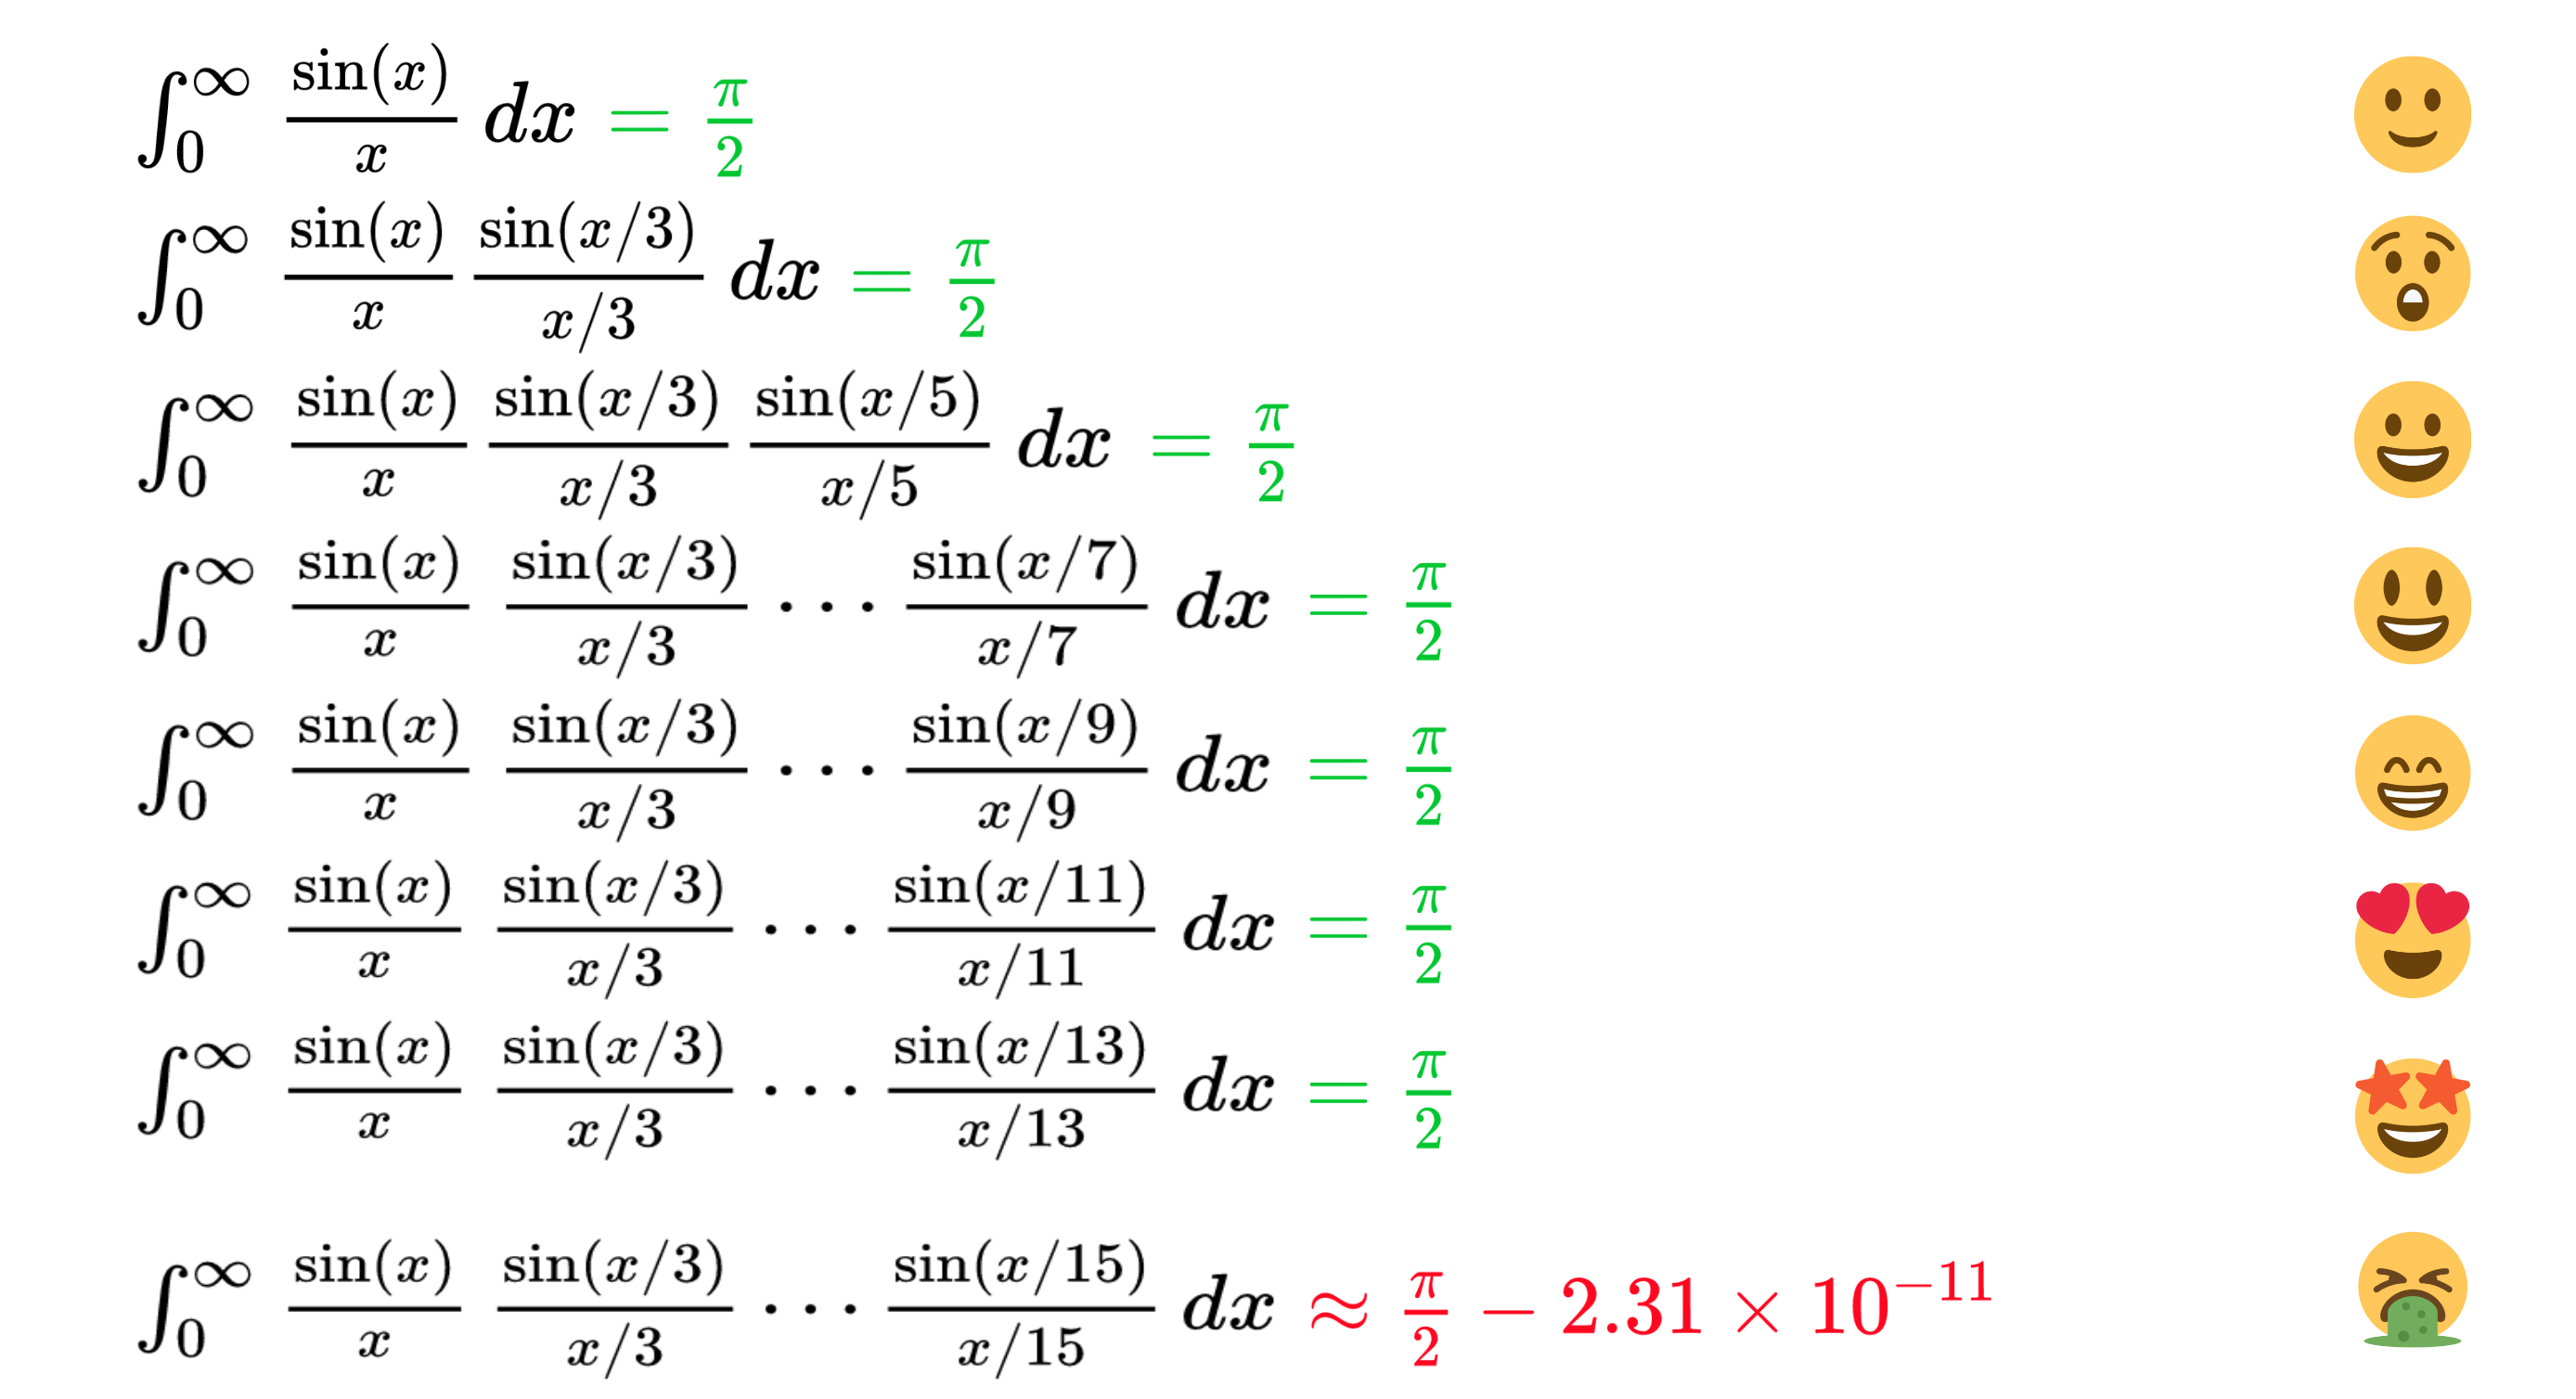 ∫₀^∞ sin(x)/x dx = π/2
∫₀^∞ sin(x)/x sin(x/3)/(x/3) dx = π/2
∫₀^∞ sin(x)/x sin(x/3)/(x/3) sin(x/5)/(x/5) dx = π/2
∫₀^∞ sin(x)/x sin(x/3)/(x/3) ··· sin(x/7)/(x/7) dx = π/2
∫₀^∞ sin(x)/x sin(x/3)/(x/3) ··· sin(x/9)/(x/9) dx = π/2
∫₀^∞ sin(x)/x sin(x/3)/(x/3) ··· sin(x/11)/(x/11) dx = π/2
∫₀^∞ sin(x)/x sin(x/3)/(x/3) ··· sin(x/13)/(x/13) dx = π/2
∫₀^∞ sin(x)/x sin(x/3)/(x/3) ··· sin(x/15)/(x/15) dx ≈ π/2 − 2.31 × 10⁻¹¹